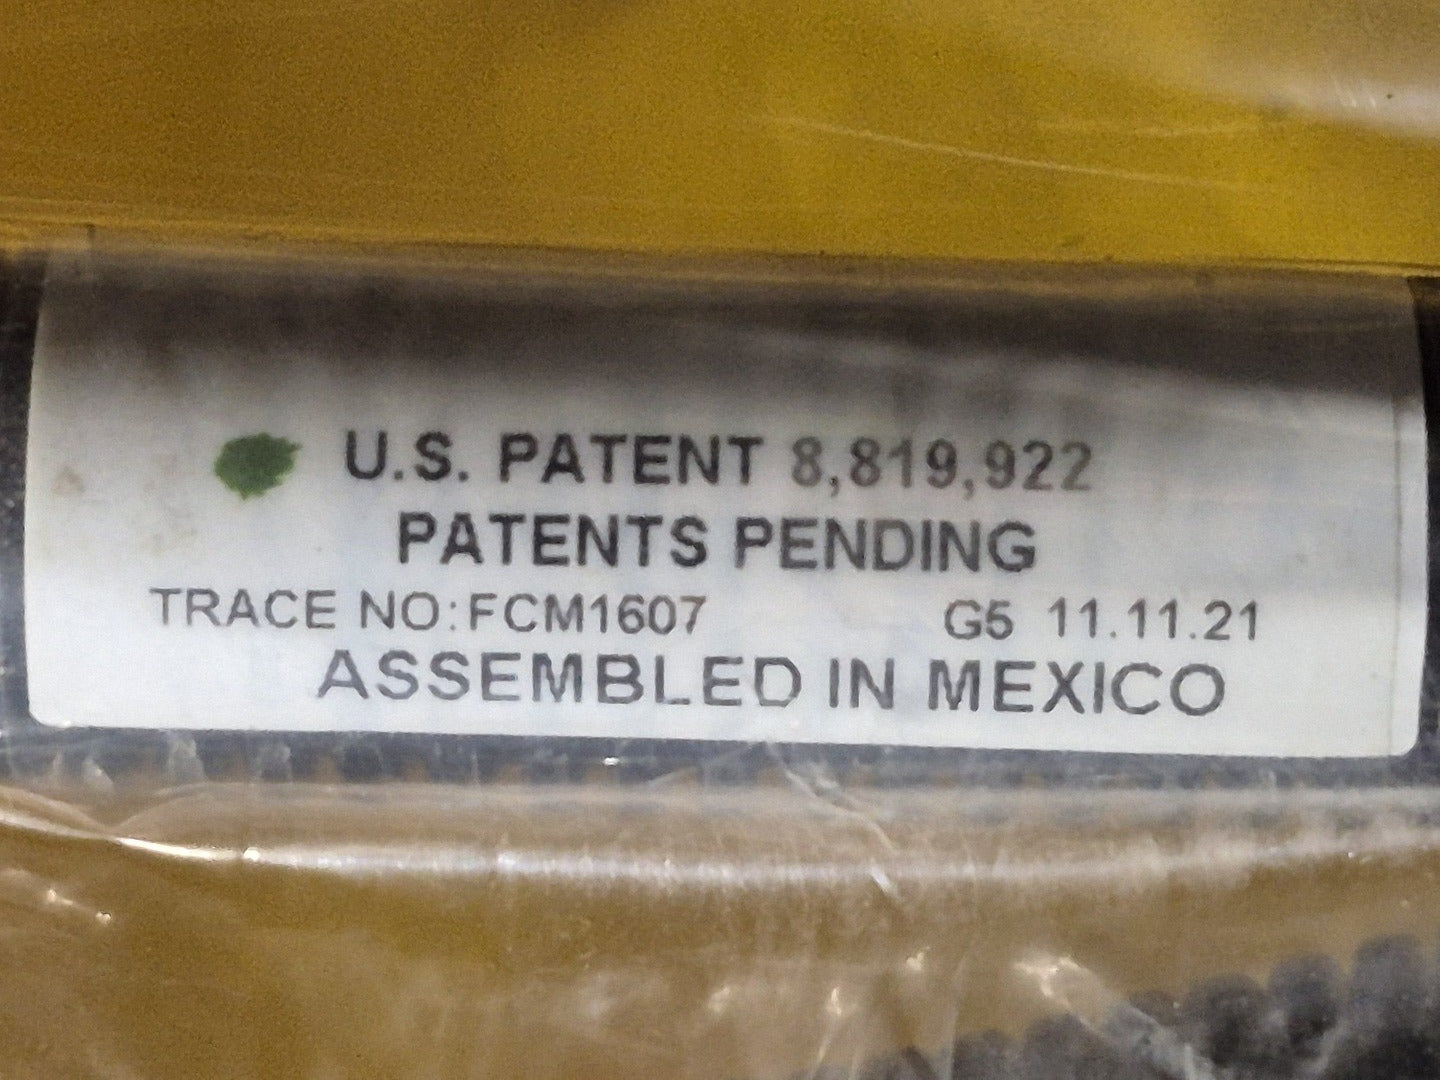 U.S. PATENT 8,819,922
PATENTS PENDING
TRACE NO:FCM1607 G5 11.11.21
ASSEMBLED IN MEXICO